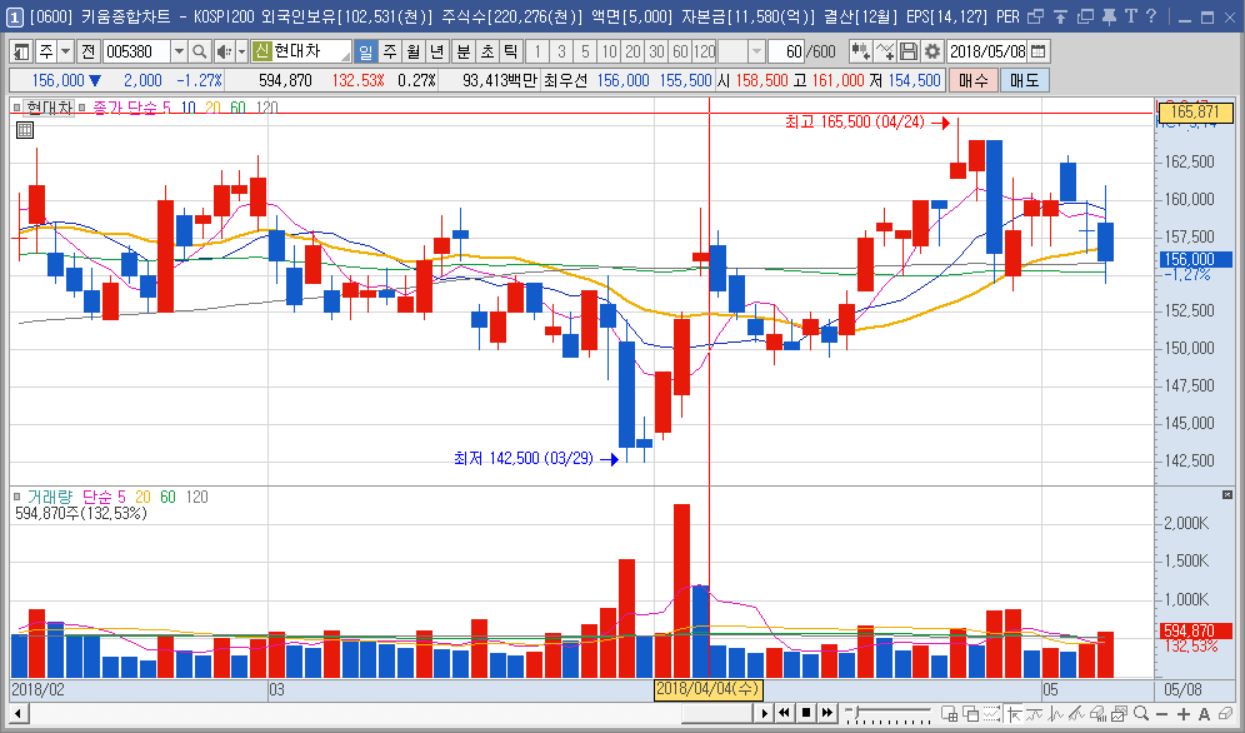 1 [0600] 키움종합차트 - KOSPI200 외국인보유[102,531(천)] 주식수[220,276(천)] 액면[5,000] 자본금[11,580(억)] 결산[12월] EPS[14,127] PER T ?
주 전 005380 신 현대차 일 주 월 년 분 초 틱 1 3 5 10 20 30 60 120 60 /600 2018/05/08
156,000 ▼ 2,000 -1.27% 594,870 132.53% 0.27% 93,413백만 최우선 156,000 155,500 시 158,500 고 161,000 저 154,500 매수 매도
현대차 종가 단순 5 10 20 60 120
165,871
최고 165,500 (04/24)
162,500
160,000
157,500
156,000
-1.27%
152,500
150,000
147,500
145,000
최저 142,500 (03/29)
142,500
거래량 단순 5 20 60 120
594,870주(132,53%)
2,000K
1,500K
1,000K
594,870
132,53%
2018/02 03 2018/04/04(수) 05 05/08
A